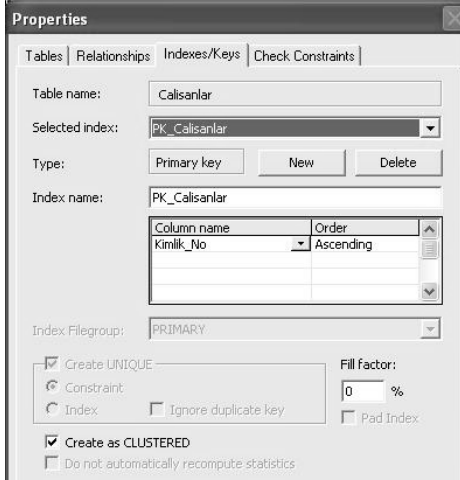 Properties
Tables Relationships Indexes/Keys Check Constraints
Table name: Calisanlar
Selected index: PK_Calisanlar
Type: Primary key New Delete
Index name: PK_Calisanlar
Column name Order
Kimlik_No Ascending
Index Filegroup: PRIMARY
Create UNIQUE Fill factor:
Constraint 0 %
Index Ignore duplicate key Pad Index
Create as CLUSTERED
Do not automatically recompute statistics